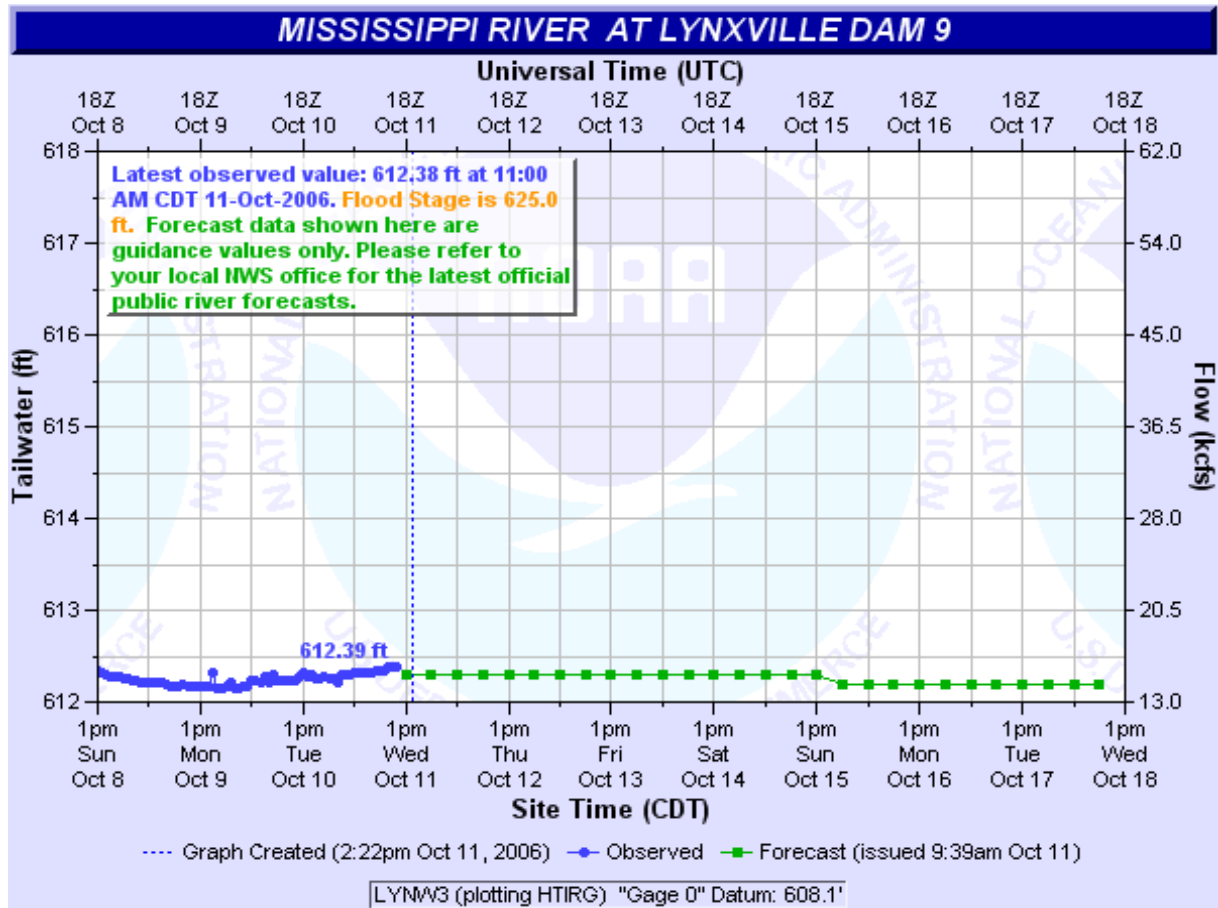 MISSISSIPPI RIVER AT LYNXVILLE DAM 9
Universal Time (UTC)
18Z 18Z 18Z 18Z 18Z 18Z 18Z 18Z 18Z 18Z 18Z
Oct 8 Oct 9 Oct 10 Oct 11 Oct 12 Oct 13 Oct 14 Oct 15 Oct 16 Oct 17 Oct 18
618 62.0
Latest observed value: 612.38 ft at 11:00
AM CDT 11-Oct-2006. Flood Stage is 625.0
ft. Forecast data shown here are
guidance values only. Please refer to
your local NWS office for the latest official
public river forecasts.
617 54.0
616 45.0
615 36.5
614 28.0
613 20.5
612 13.0
Tailwater (ft)
Flow (kcfs)
NOAA
612.39 ft
1pm 1pm 1pm 1pm 1pm 1pm 1pm 1pm 1pm 1pm 1pm
Sun Mon Tue Wed Thu Fri Sat Sun Mon Tue Wed
Oct 8 Oct 9 Oct 10 Oct 11 Oct 12 Oct 13 Oct 14 Oct 15 Oct 16 Oct 17 Oct 18
Site Time (CDT)
Graph Created (2:22pm Oct 11, 2006) Observed Forecast (issued 9:39am Oct 11)
LYNW3 (plotting HTIRG) "Gage 0" Datum: 608.1'